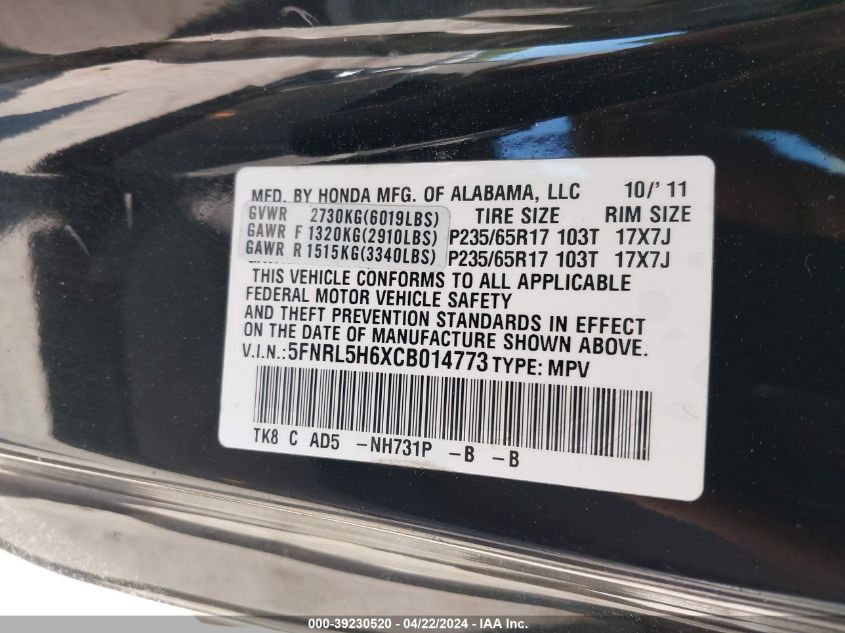 MFD. BY HONDA MFG. OF ALABAMA, LLC 10/'11
GVWR 2730KG(6019LBS) TIRE SIZE RIM SIZE
GAWR F 1320KG(2910LBS) P235/65R17 103T 17X7J
GAWR R 1515KG(3340LBS) P235/65R17 103T 17X7J
THIS VEHICLE CONFORMS TO ALL APPLICABLE
FEDERAL MOTOR VEHICLE SAFETY
AND THEFT PREVENTION STANDARDS IN EFFECT
ON THE DATE OF MANUFACTURE SHOWN ABOVE.
V.I.N.: 5FNRL5H6XCB014773 TYPE: MPV
TK8 C AD5 -NH731P -B -B
000-39230520 - 04/22/2024 - IAA Inc.